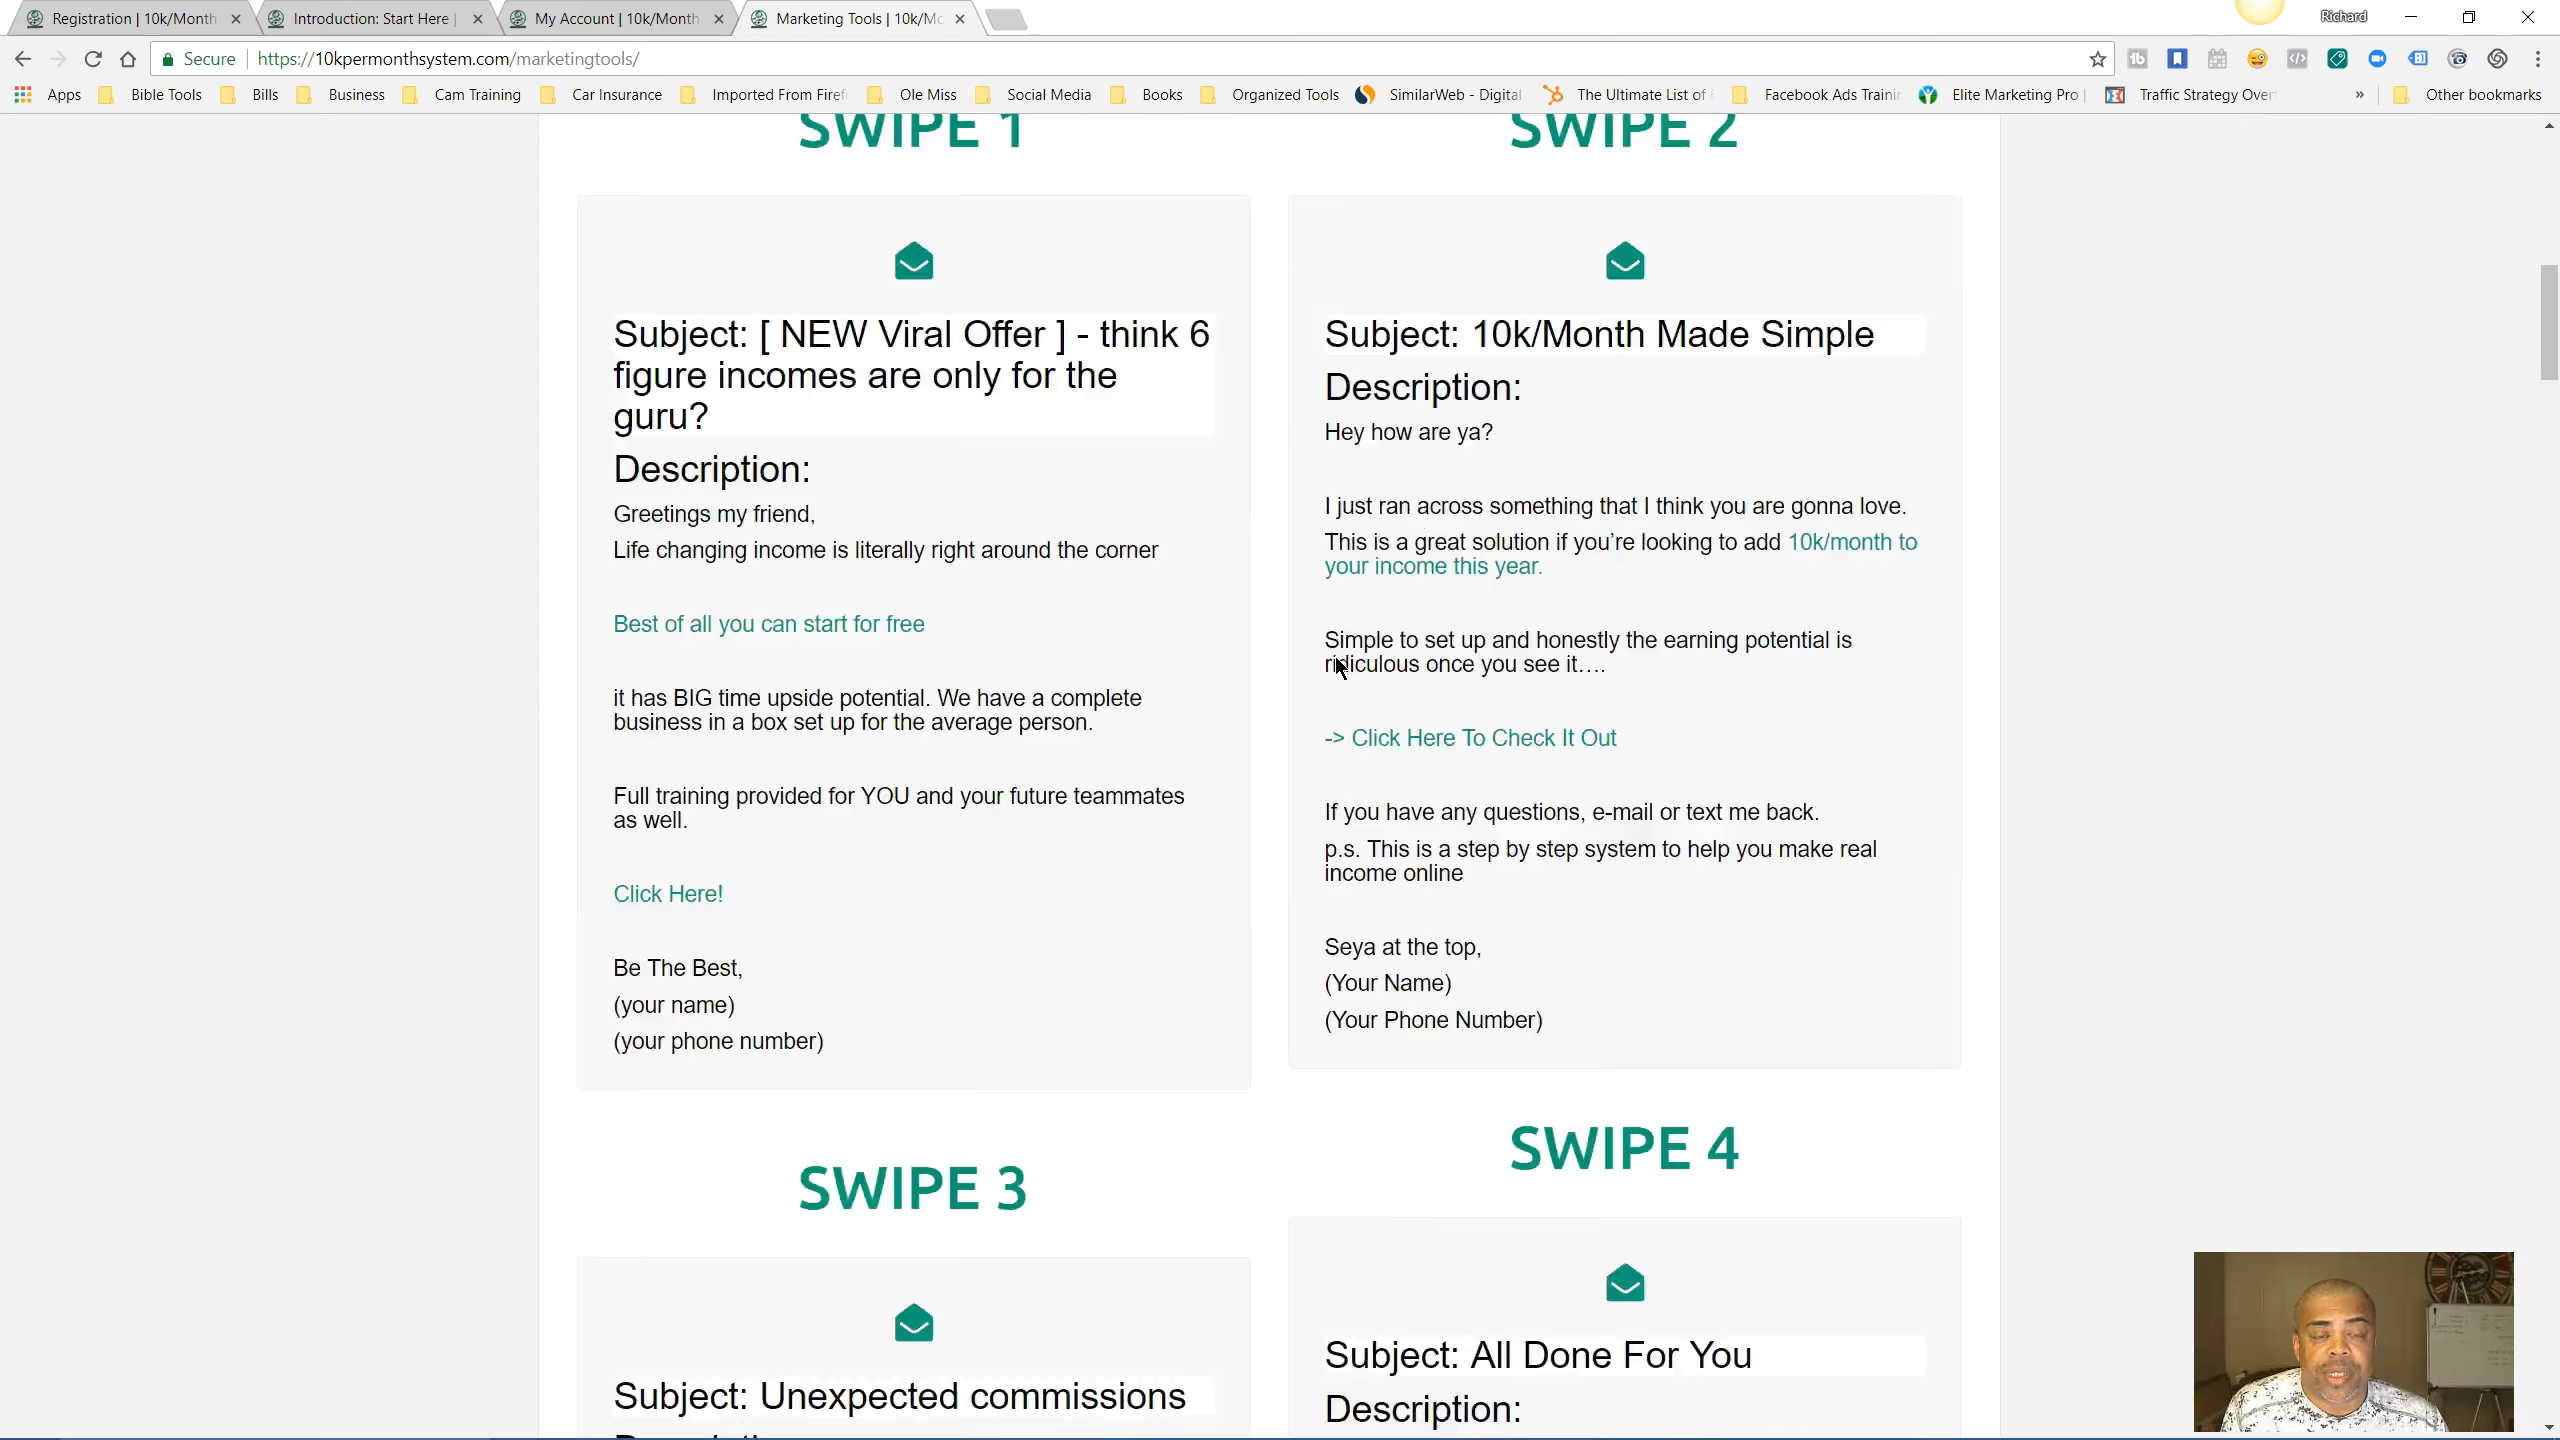 Registration | 10k/Month
Introduction: Start Here |
My Account | 10k/Month
Marketing Tools | 10k/Mo
Richard
Secure
https://10kpermonthsystem.com/marketingtools/
Apps
Bible Tools
Bills
Business
Cam Training
Car Insurance
Imported From Firef
Ole Miss
Social Media
Books
Organized Tools
SimilarWeb - Digital
The Ultimate List of
Facebook Ads Traini
Elite Marketing Pro |
Traffic Strategy Over
»
Other bookmarks
SWIPE 1
Subject: [ NEW Viral Offer ] - think 6
figure incomes are only for the
guru?
Description:
Greetings my friend,
Life changing income is literally right around the corner
Best of all you can start for free
it has BIG time upside potential. We have a complete
business in a box set up for the average person.
Full training provided for YOU and your future teammates
as well.
Click Here!
Be The Best,
(your name)
(your phone number)
SWIPE 2
Subject: 10k/Month Made Simple
Description:
Hey how are ya?
I just ran across something that I think you are gonna love.
This is a great solution if you’re looking to add 10k/month to
your income this year.
Simple to set up and honestly the earning potential is
ridiculous once you see it….
-> Click Here To Check It Out
If you have any questions, e-mail or text me back.
p.s. This is a step by step system to help you make real
income online
Seya at the top,
(Your Name)
(Your Phone Number)
SWIPE 3
Subject: Unexpected commissions
SWIPE 4
Subject: All Done For You
Description: